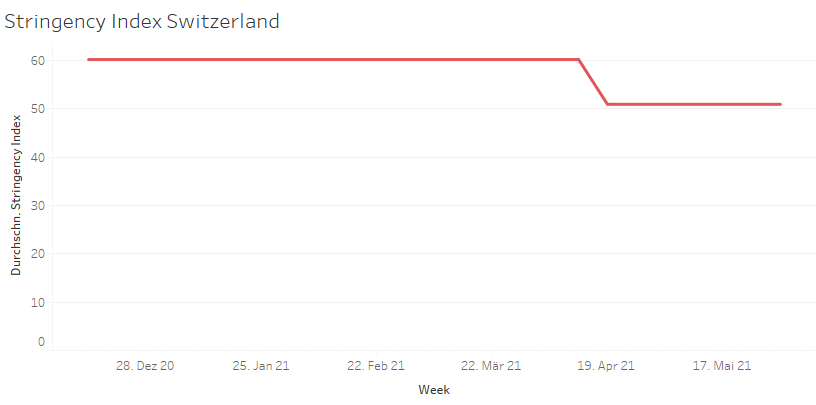 Stringency Index Switzerland
60
50
40
30
20
10
0
Durchschn. Stringency Index
28. Dez 20
25. Jan 21
22. Feb 21
22. Mär 21
19. Apr 21
17. Mai 21
Week